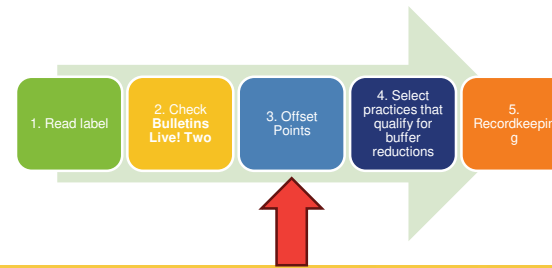 1. Read label
2. Check
Bulletins
Live! Two
3. Offset
Points
4. Select
practices that
qualify for
buffer
reductions
5.
Recordkeepin
g